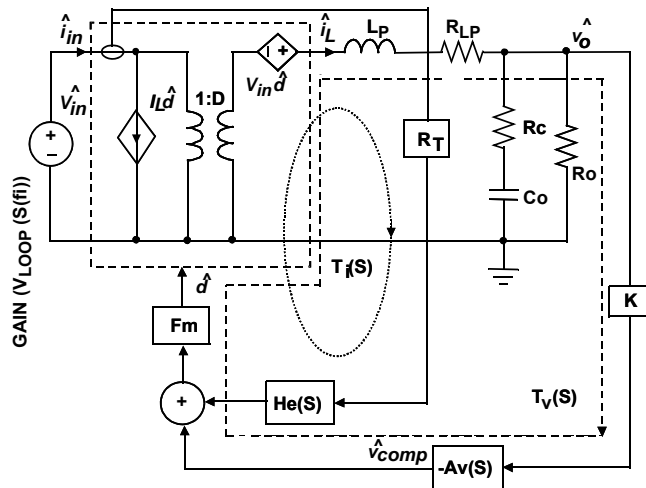 î_in
î_L
L_P
R_LP
v̂_o
V̂_in
+
−
I_L d̂
1:D
+
V_in d̂
R_T
Rc
Ro
Co
GAIN (V_LOOP (S(fi))
T_i(S)
d̂
K
Fm
+
He(S)
T_V(S)
v̂_comp
-Av(S)